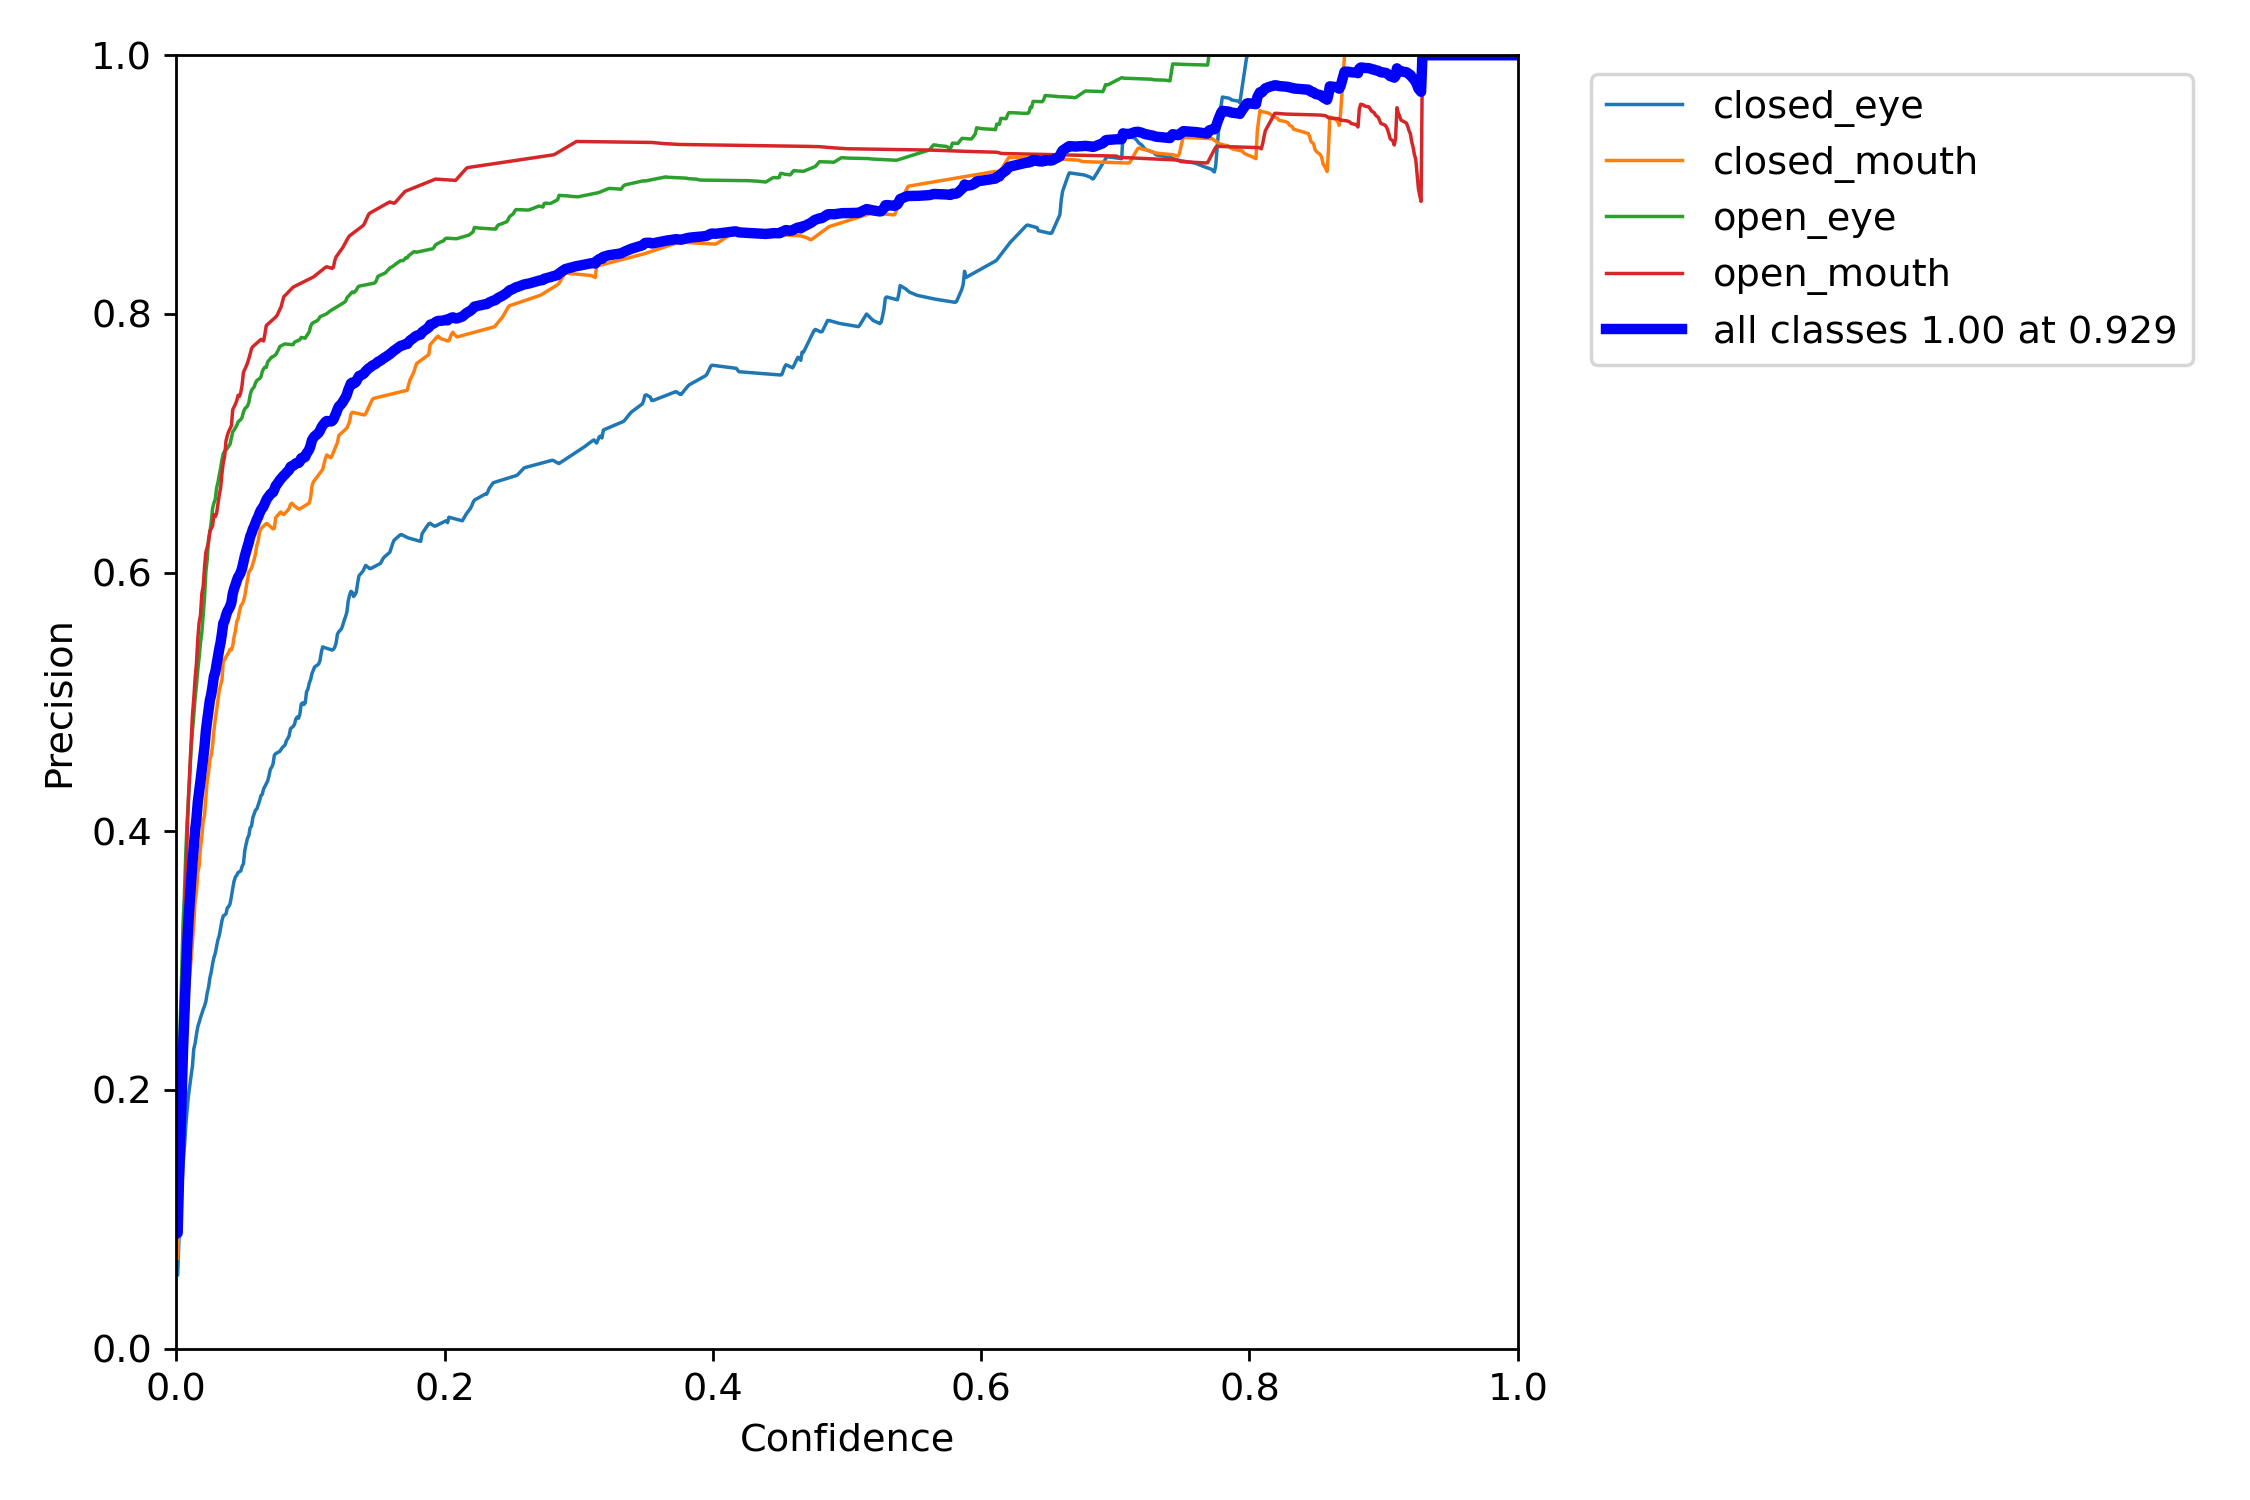 1.0
0.8
0.6
0.4
0.2
0.0
Precision
0.0 0.2 0.4 0.6 0.8 1.0
Confidence
closed_eye
closed_mouth
open_eye
open_mouth
all classes 1.00 at 0.929